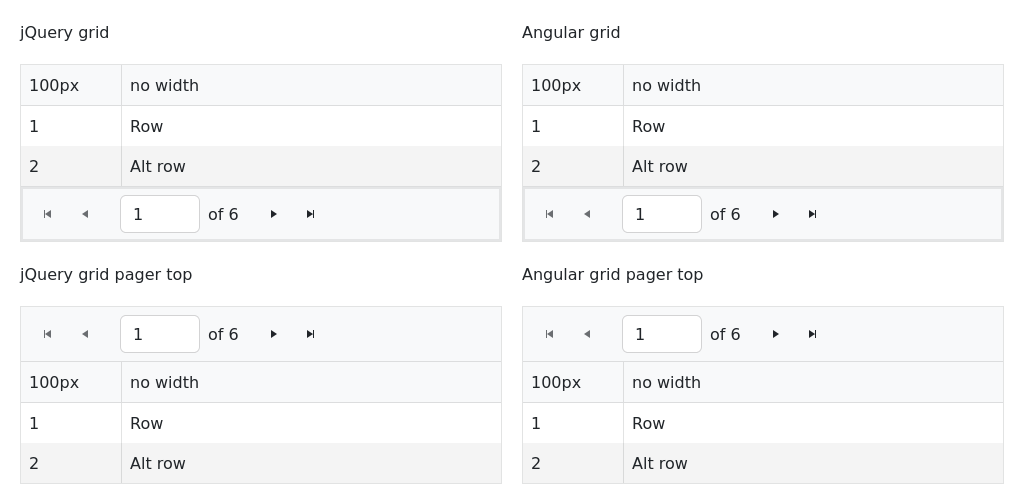 jQuery grid
100px no width
1 Row
2 Alt row
1 of 6
Angular grid
100px no width
1 Row
2 Alt row
1 of 6
jQuery grid pager top
1 of 6
100px no width
1 Row
2 Alt row
Angular grid pager top
1 of 6
100px no width
1 Row
2 Alt row